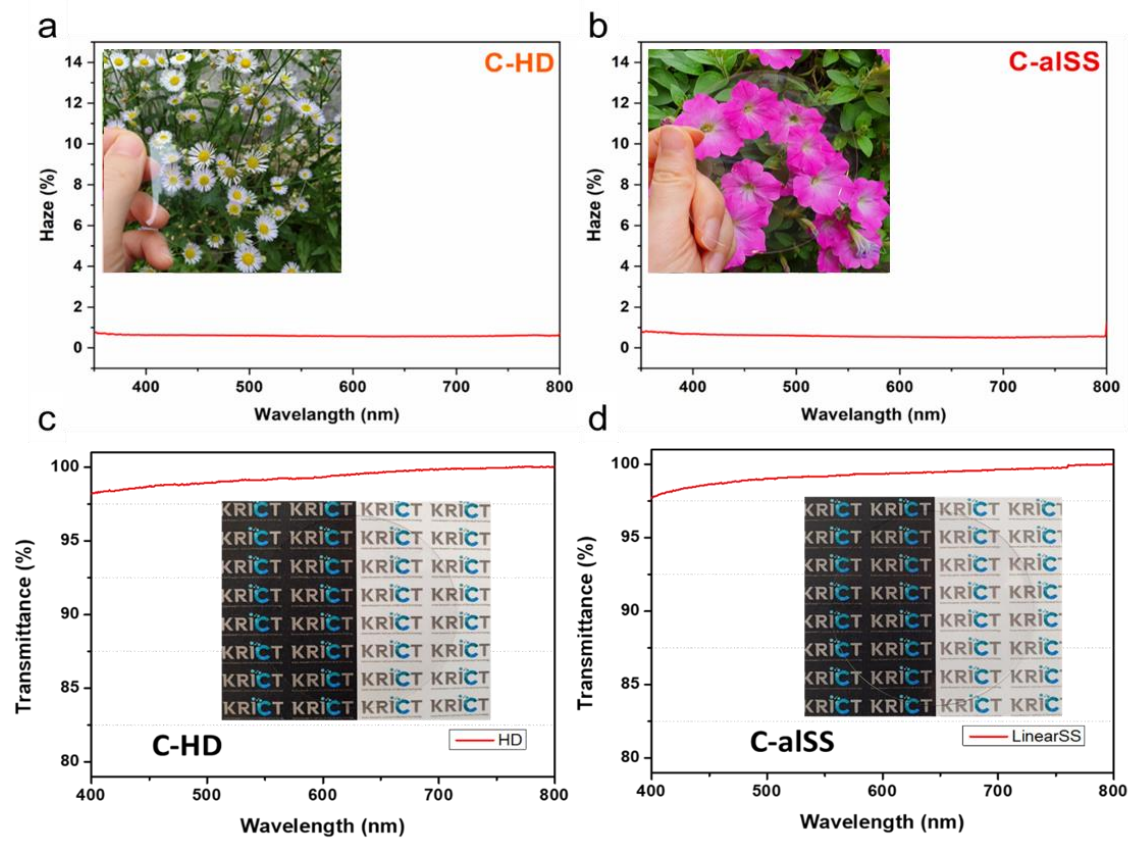 a
C-HD
14
12
10
8
6
4
2
0
Haze (%)
400 500 600 700 800
Wavelangth (nm)
b
C-alSS
14
12
10
8
6
4
2
0
Haze (%)
400 500 600 700 800
Wavelangth (nm)
c
100
95
90
85
80
Transmittance (%)
KRICT KRICT KRICT KRICT
KRICT KRICT KRICT KRICT
KRICT KRICT KRICT KRICT
KRICT KRICT KRICT KRICT
KRICT KRICT KRICT KRICT
KRICT KRICT KRICT KRICT
KRICT KRICT KRICT KRICT
KRICT KRICT KRICT KRICT
C-HD
HD
400 500 600 700 800
Wavelength (nm)
d
100
95
90
85
80
Transmittance (%)
KRICT KRICT KRICT KRICT
KRICT KRICT KRICT KRICT
KRICT KRICT KRICT KRICT
KRICT KRICT KRICT KRICT
KRICT KRICT KRICT KRICT
KRICT KRICT KRICT KRICT
KRICT KRICT KRICT KRICT
KRICT KRICT KRICT KRICT
C-alSS
LinearSS
400 500 600 700 800
Wavelength (nm)